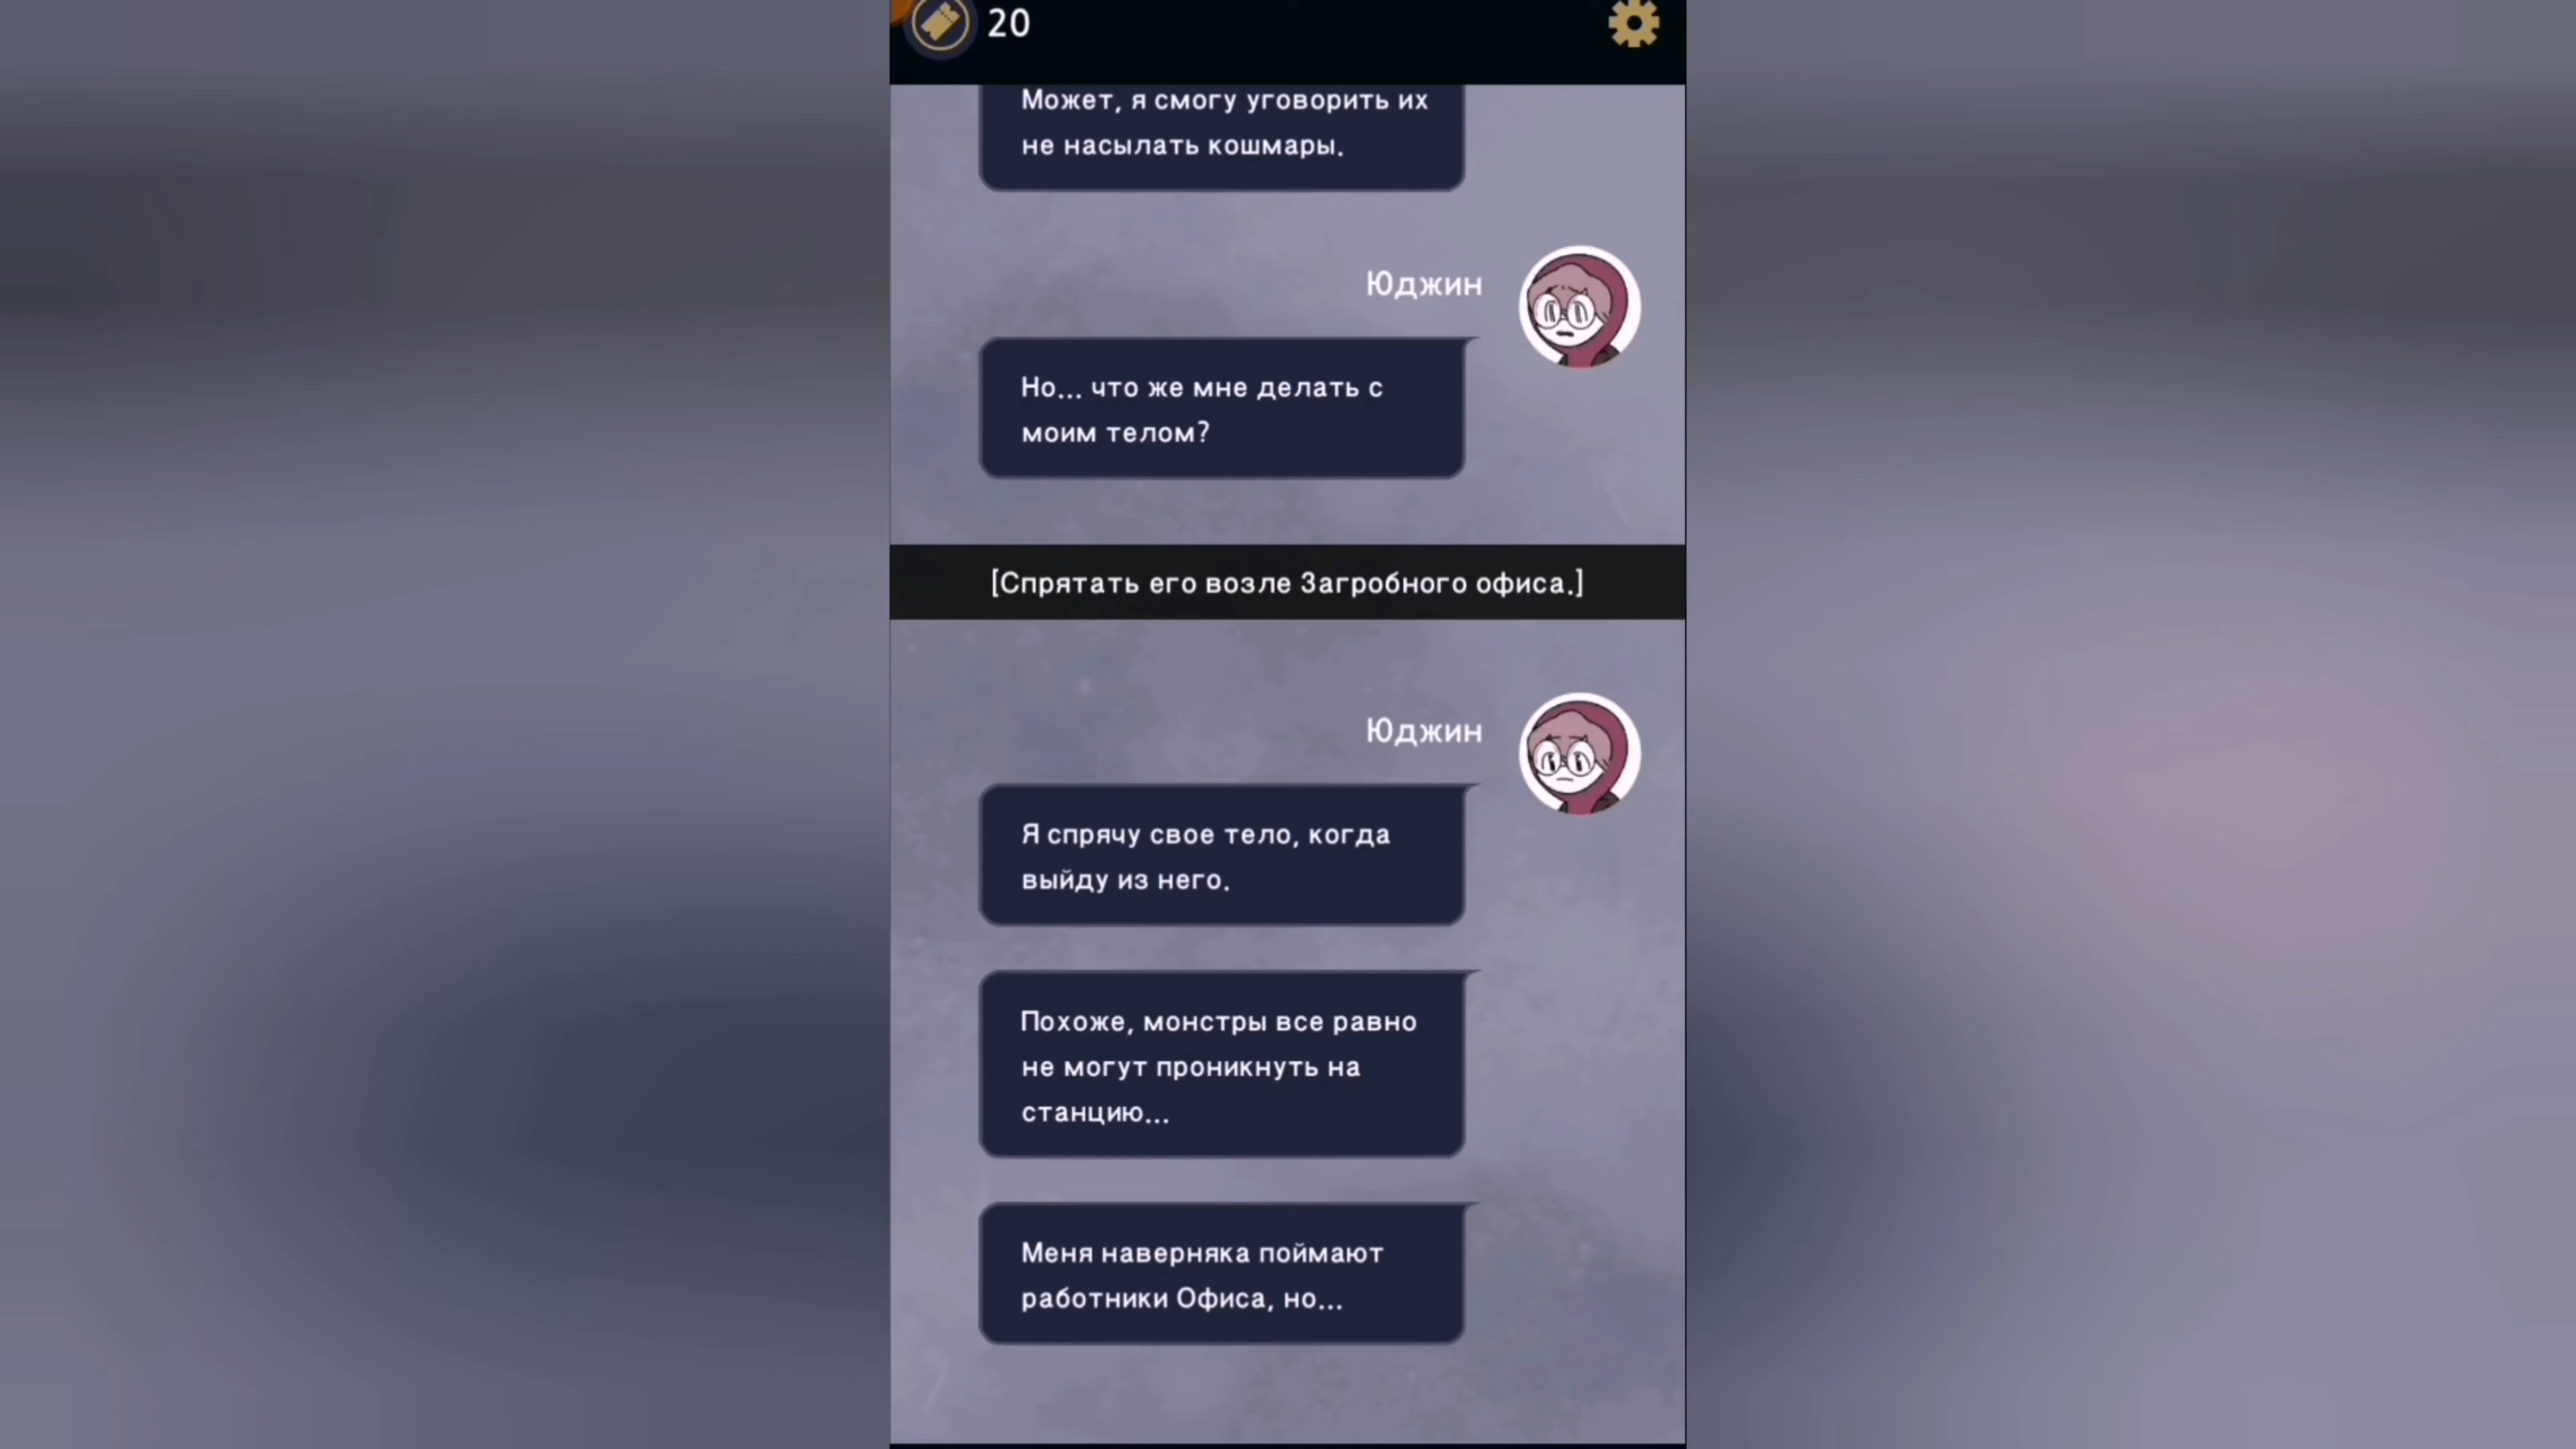 20
Может, я смогу уговорить их
не насылать кошмары.
Юджин
Но... что же мне делать с
моим телом?
[Спрятать его возле Загробного офиса.]
Юджин
Я спрячу свое тело, когда
выйду из него.
Похоже, монстры все равно
не могут проникнуть на
станцию...
Меня наверняка поймают
работники Офиса, но...